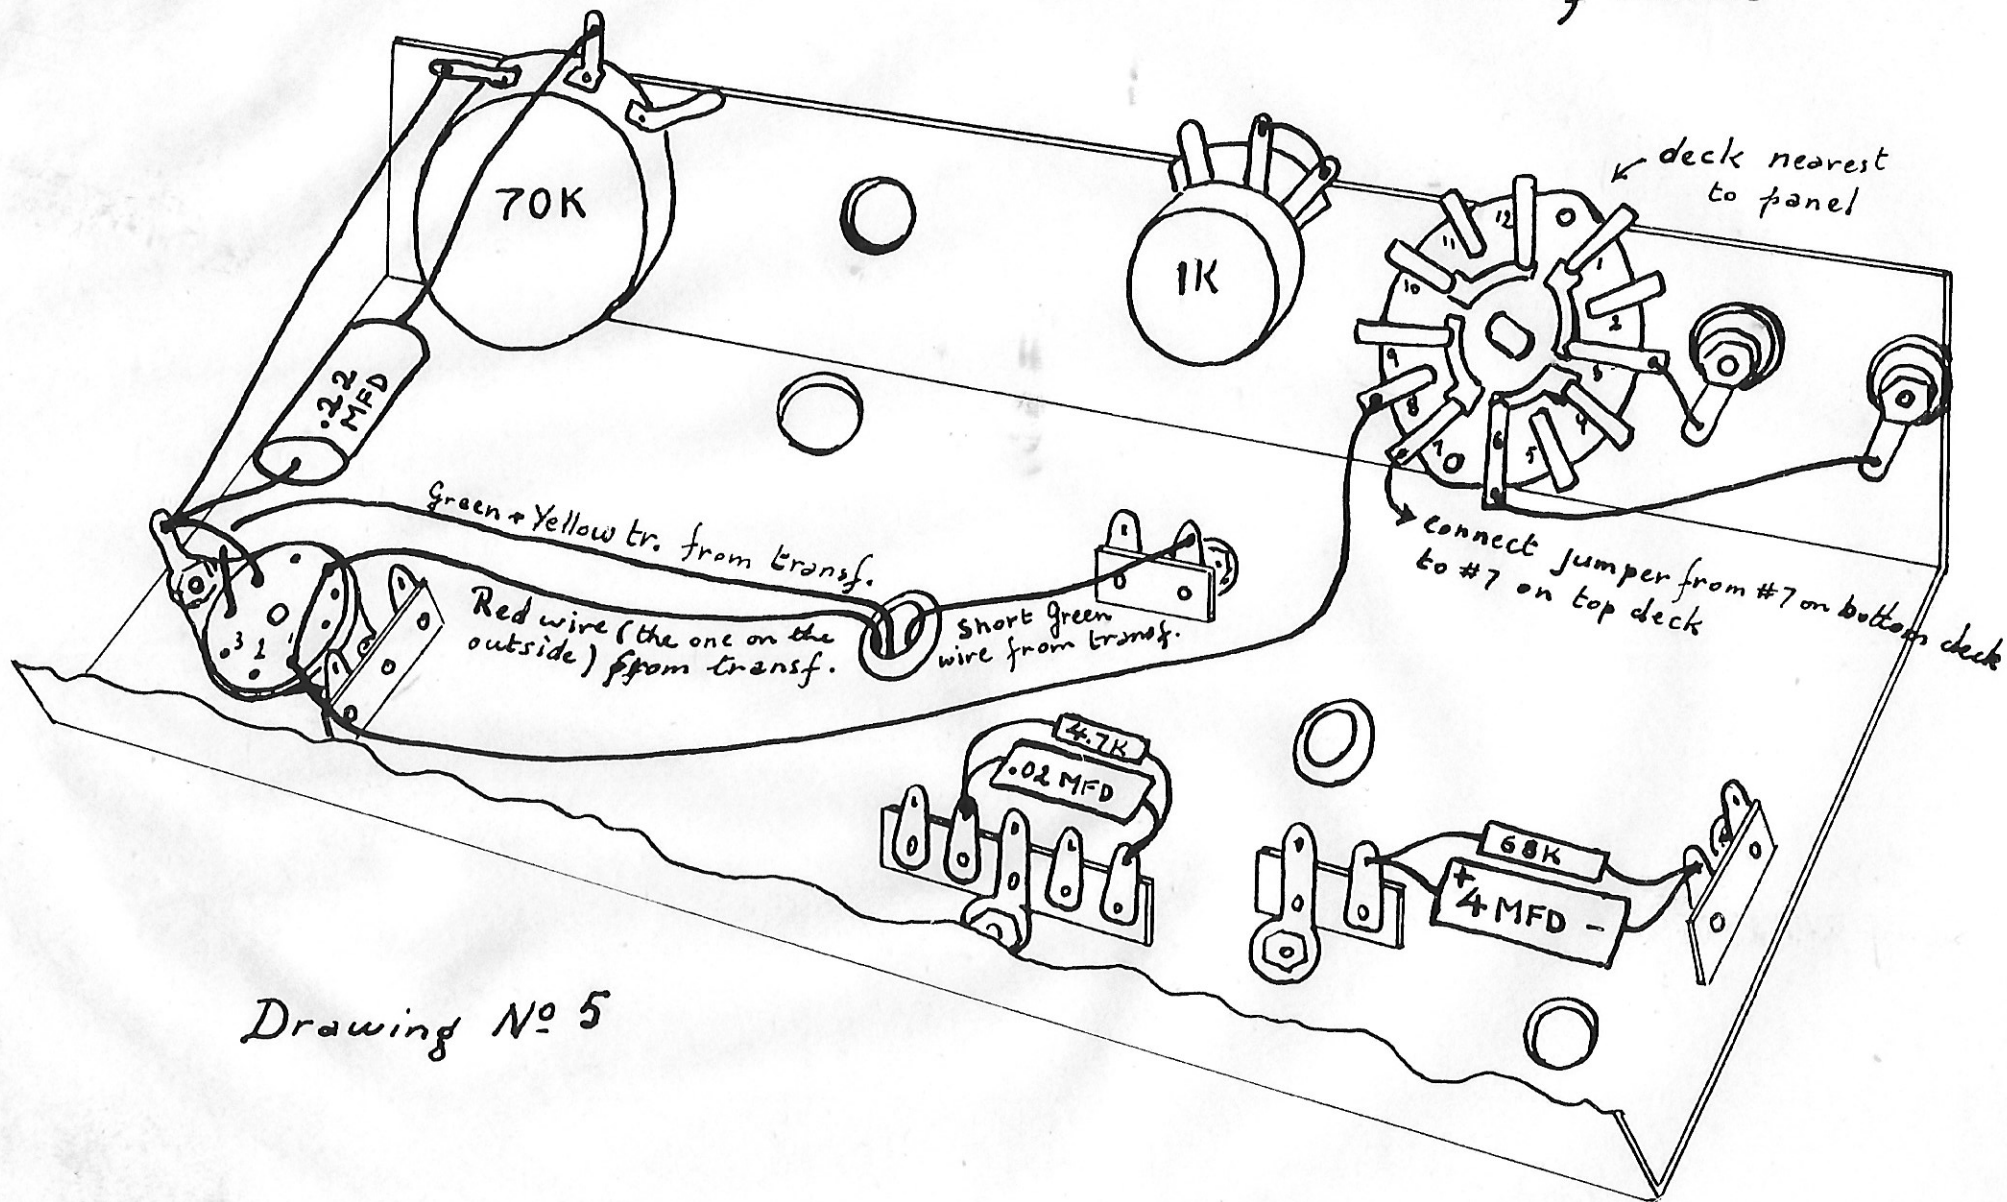 deck nearest
to panel
70K
1K
12
11
1
10
2
9
3
8
4
7
6
5
.22
MFD
Green + Yellow tr. from transf.
connect jumper from #7 on bottom deck
to #7 on top deck
Red wire (the one on the
outside) from transf.
short green
wire from transf.
3 2 1
4.7K
.02 MFD
68K
+ 4 MFD -
Drawing Nº 5